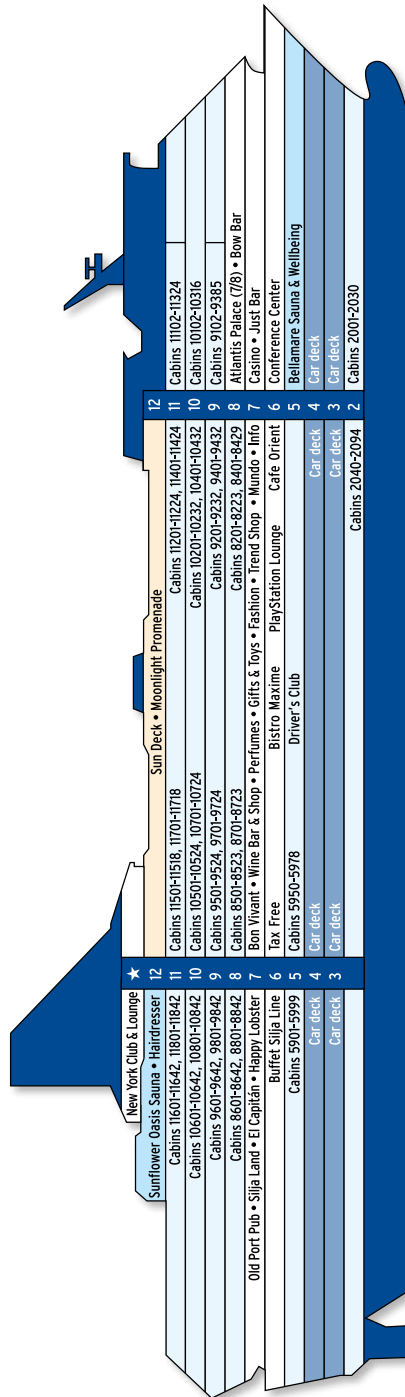 New York Club & Lounge ★
Sunflower Oasis Sauna • Hairdresser 12 Sun Deck • Moonlight Promenade 12
Cabins 11601-11642, 11801-11842 11 Cabins 11501-11518, 11701-11718 Cabins 11201-11224, 11401-11424 11 Cabins 11102-11324
Cabins 10601-10642, 10801-10842 10 Cabins 10501-10524, 10701-10724 Cabins 10201-10232, 10401-10432 10 Cabins 10102-10316
Cabins 9601-9642, 9801-9842 9 Cabins 9501-9524, 9701-9724 Cabins 9201-9232, 9401-9432 9 Cabins 9102-9385
Cabins 8601-8642, 8801-8842 8 Cabins 8501-8523, 8701-8723 Cabins 8201-8223, 8401-8429 8 Atlantis Palace (7/8) • Bow Bar
Old Port Pub • Silja Land • El Capitán • Happy Lobster 7 Bon Vivant • Wine Bar & Shop • Perfumes • Gifts & Toys • Fashion • Trend Shop • Mundo • Info 7 Casino • Just Bar
Buffet Silja Line 6 Tax Free Bistro Maxime PlayStation Lounge Cafe Orient 6 Conference Center
Cabins 5901-5999 5 Cabins 5950-5978 Driver's Club 5 Bellamare Sauna & Wellbeing
Car deck 4 Car deck Car deck 4 Car deck
Car deck 3 Car deck Car deck 3 Car deck
Cabins 2040-2094 2 Cabins 2001-2030